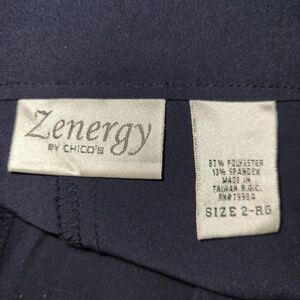 Zenergy
BY CHICO'S
87% POLYESTER
13% SPANDEX
MADE IN
TAIWAN R.O.C.
RN#79984
SIZE 2-RG